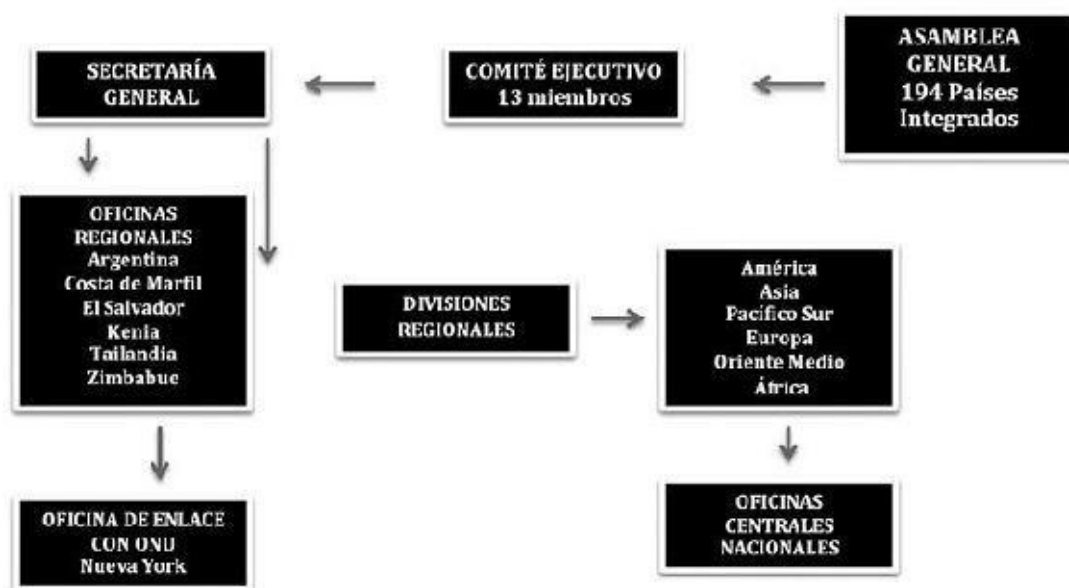 SECRETARÍA
GENERAL
COMITÉ EJECUTIVO
13 miembros
ASAMBLEA
GENERAL
194 Países
Integrados
OFICINAS
REGIONALES
Argentina
Costa de Marfil
El Salvador
Kenia
Tailandia
Zimbabue
DIVISIONES
REGIONALES
América
Asia
Pacífico Sur
Europa
Oriente Medio
África
OFICINA DE ENLACE
CON ONU
Nueva York
OFICINAS
CENTRALES
NACIONALES